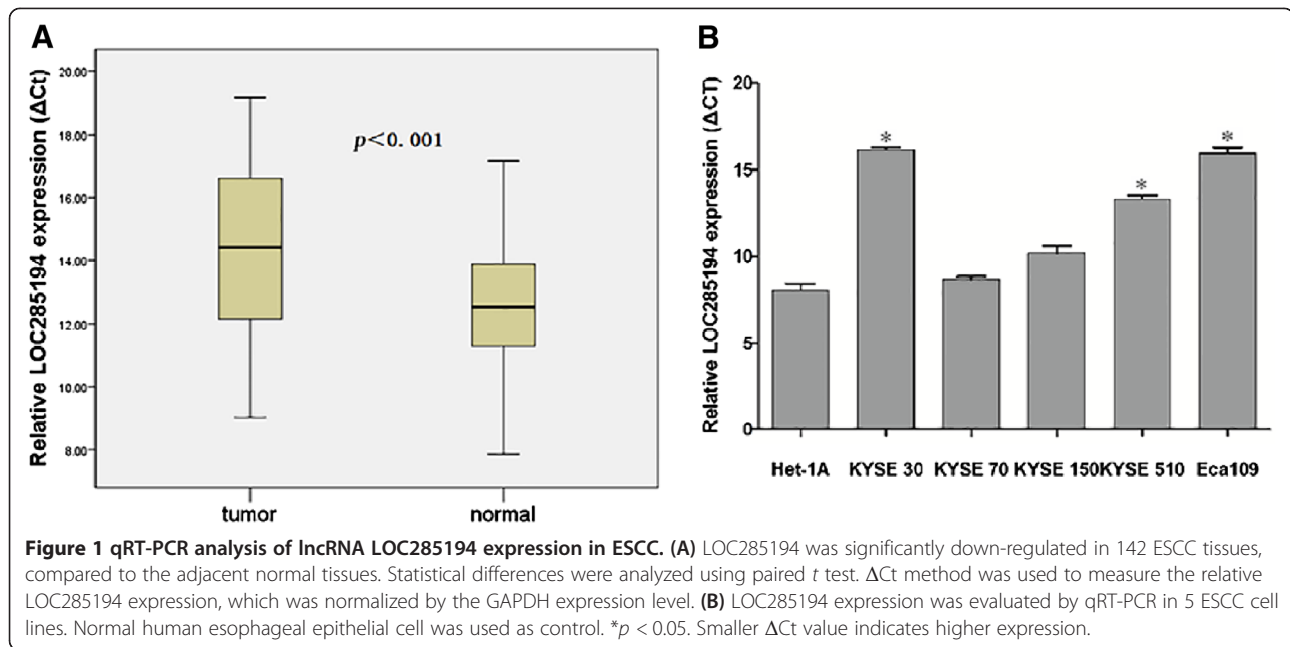 A
Relative LOC285194 expression (ΔCt)
20.00
18.00
16.00
14.00
12.00
10.00
8.00
p<0.001
tumor
normal
B
Relative LOC285194 expression (ΔCT)
20
15
10
5
0
*
*
*
Het-1A KYSE 30 KYSE 70 KYSE 150KYSE 510 Eca109
Figure 1 qRT-PCR analysis of lncRNA LOC285194 expression in ESCC. (A) LOC285194 was significantly down-regulated in 142 ESCC tissues,
compared to the adjacent normal tissues. Statistical differences were analyzed using paired t test. ΔCt method was used to measure the relative
LOC285194 expression, which was normalized by the GAPDH expression level. (B) LOC285194 expression was evaluated by qRT-PCR in 5 ESCC cell
lines. Normal human esophageal epithelial cell was used as control. *p < 0.05. Smaller ΔCt value indicates higher expression.